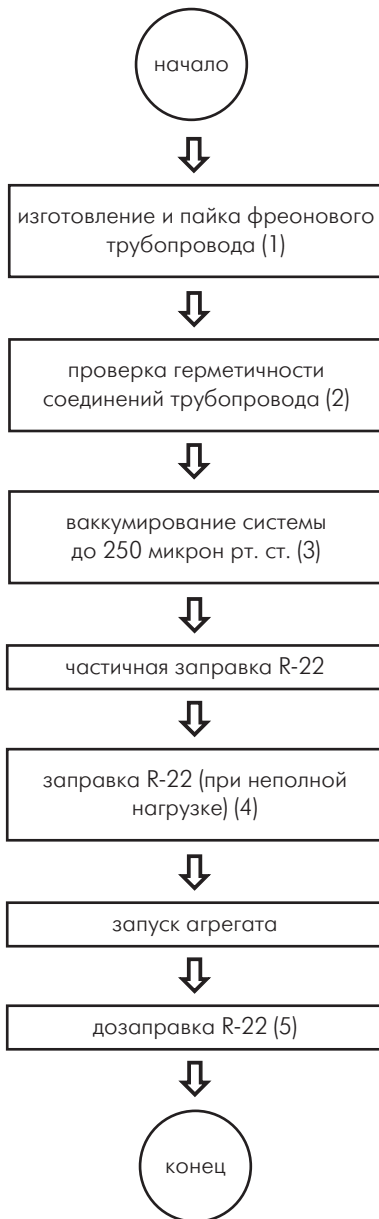 начало
изготовление и пайка фреонового
трубопровода (1)
проверка герметичности
соединений трубопровода (2)
ваккумирование системы
до 250 микрон рт. ст. (3)
частичная заправка R-22
заправка R-22 (при неполной
нагрузке) (4)
запуск агрегата
дозаправка R-22 (5)
конец